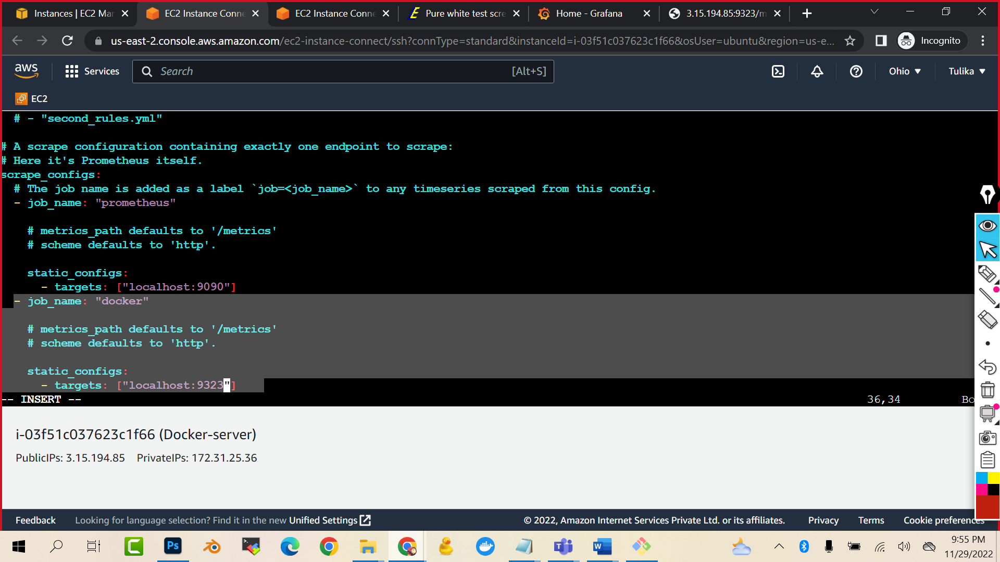 Instances | EC2 Mar
EC2 Instance Conne
EC2 Instance Conne
Pure white test scre
Home - Grafana
3.15.194.85:9323/m
us-east-2.console.aws.amazon.com/ec2-instance-connect/ssh?connType=standard&instanceId=i-03f51c037623c1f66&osUser=ubuntu&region=us-e...
Incognito
aws
Services
Search
[Alt+S]
Ohio
Tulika
EC2
# - "second_rules.yml"
# A scrape configuration containing exactly one endpoint to scrape:
# Here it's Prometheus itself.
scrape_configs:
# The job name is added as a label `job=<job_name>` to any timeseries scraped from this config.
- job_name: "prometheus"
# metrics_path defaults to '/metrics'
# scheme defaults to 'http'.
static_configs:
- targets: ["localhost:9090"]
- job_name: "docker"
# metrics_path defaults to '/metrics'
# scheme defaults to 'http'.
static_configs:
- targets: ["localhost:9323"]
-- INSERT --
36,34
Bo
i-03f51c037623c1f66 (Docker-server)
PublicIPs: 3.15.194.85 PrivateIPs: 172.31.25.36
Feedback
Looking for language selection? Find it in the new Unified Settings
© 2022, Amazon Internet Services Private Ltd. or its affiliates.
Privacy
Terms
Cookie preferences
Ps
W
9:55 PM
11/29/2022